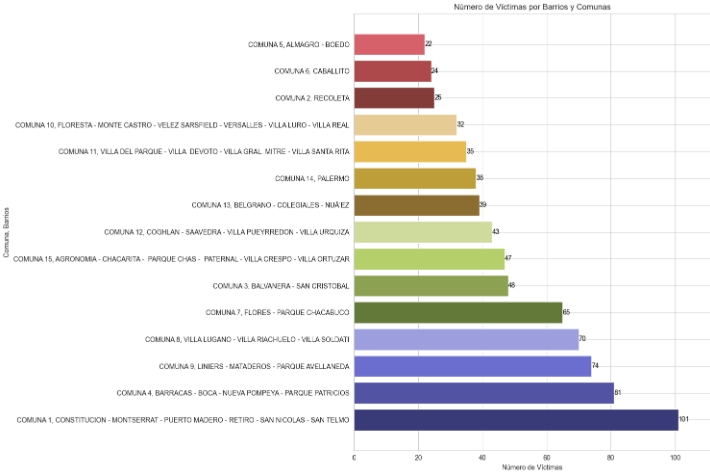 Número de Víctimas por Barrios y Comunas
COMUNA 5, ALMAGRO - BOEDO
22
COMUNA 6, CABALLITO
24
COMUNA 2, RECOLETA
25
COMUNA 10, FLORESTA - MONTE CASTRO - VELEZ SARSFIELD - VERSALLES - VILLA LURO - VILLA REAL
32
COMUNA 11, VILLA DEL PARQUE - VILLA DEVOTO - VILLA GRAL. MITRE - VILLA SANTA RITA
35
COMUNA 14, PALERMO
38
COMUNA 13, BELGRANO - COLEGIALES - NUÃ‘EZ
39
COMUNA 12, COGHLAN - SAAVEDRA - VILLA PUEYRREDON - VILLA URQUIZA
43
COMUNA 15, AGRONOMIA - CHACARITA - PARQUE CHAS - PATERNAL - VILLA CRESPO - VILLA ORTUZAR
47
COMUNA 3, BALVANERA - SAN CRISTOBAL
48
COMUNA 7, FLORES - PARQUE CHACABUCO
65
COMUNA 8, VILLA LUGANO - VILLA RIACHUELO - VILLA SOLDATI
70
COMUNA 9, LINIERS - MATADEROS - PARQUE AVELLANEDA
74
COMUNA 4, BARRACAS - BOCA - NUEVA POMPEYA - PARQUE PATRICIOS
81
COMUNA 1, CONSTITUCION - MONTSERRAT - PUERTO MADERO - RETIRO - SAN NICOLAS - SAN TELMO
101
Comuna, Barrios
0 20 40 60 80 100
Número de Víctimas